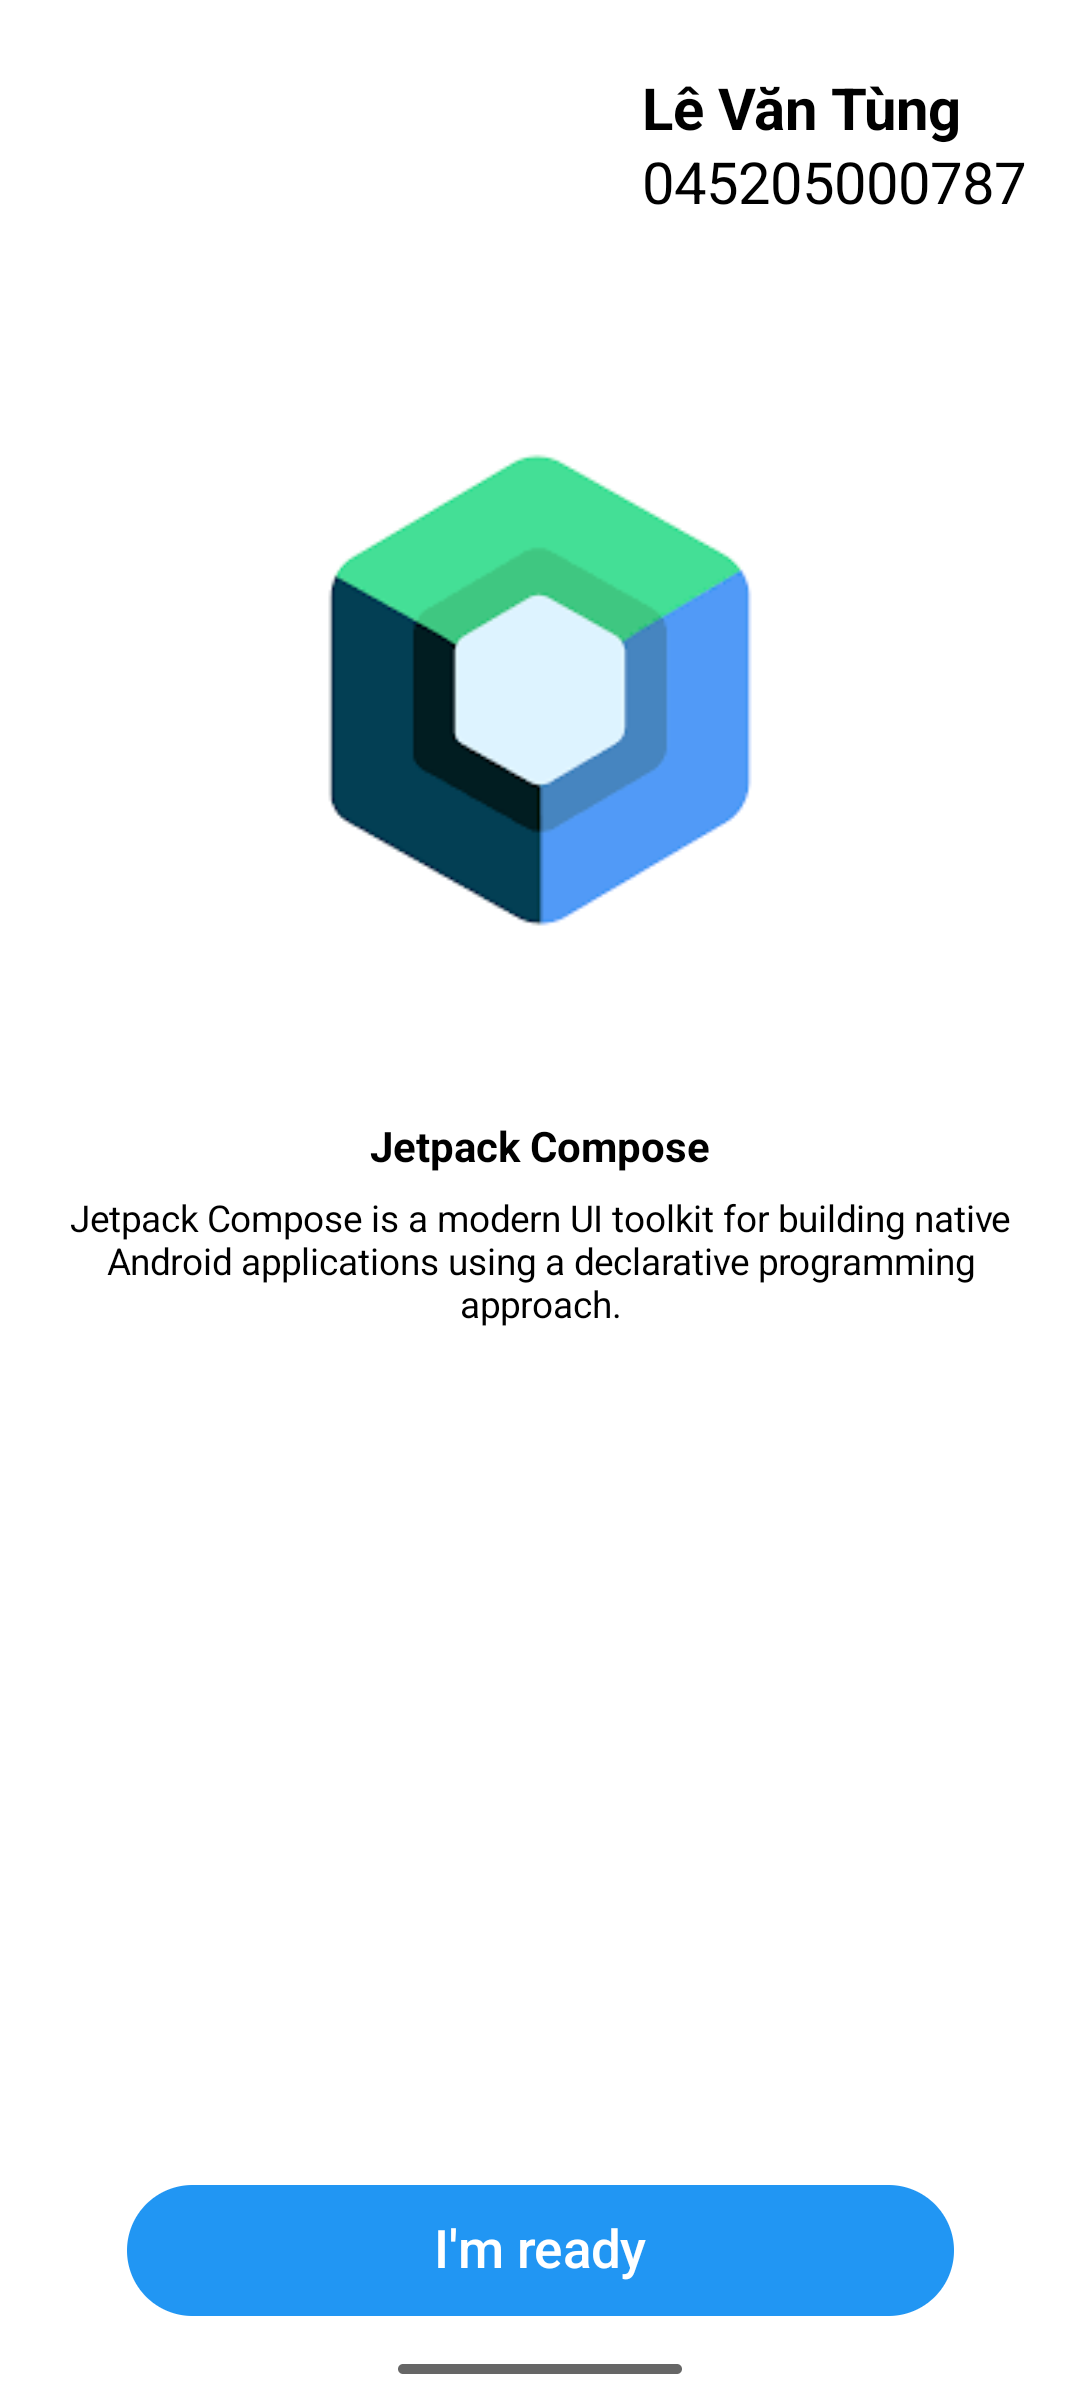 Lê Văn Tùng
045205000787
Jetpack Compose
Jetpack Compose is a modern UI toolkit for building native
Android applications using a declarative programming
approach.
I'm ready